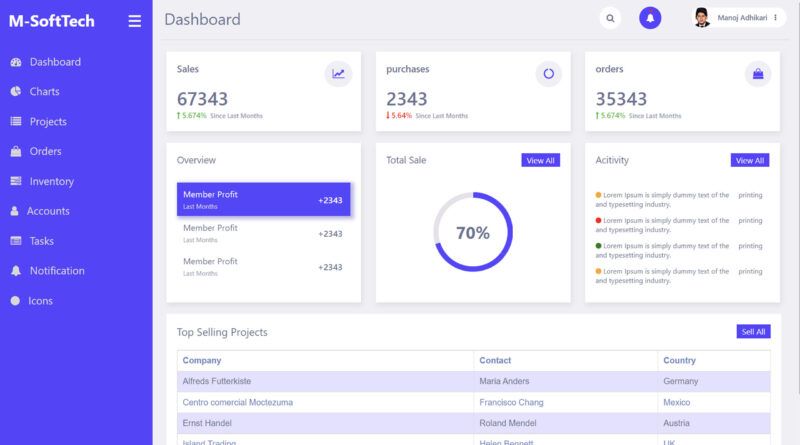 M-SoftTech
Dashboard
Charts
Projects
Orders
Inventory
Accounts
Tasks
Notification
Icons
Dashboard
Manoj Adhikari
Sales
67343
5.674% Since Last Months
purchases
2343
5.64% Since Last Months
orders
35343
5.674% Since Last Months
Overview
Member Profit
Last Months
+2343
Member Profit
Last Months
+2343
Member Profit
Last Months
+2343
Total Sale
View All
70%
Acitivity
View All
Lorem Ipsum is simply dummy text of the printing
and typesetting industry.
Lorem Ipsum is simply dummy text of the printing
and typesetting industry.
Lorem Ipsum is simply dummy text of the printing
and typesetting industry.
Lorem Ipsum is simply dummy text of the printing
and typesetting industry.
Top Selling Projects
Sell All
Company Contact Country
Alfreds Futterkiste Maria Anders Germany
Centro comercial Moctezuma Francisco Chang Mexico
Ernst Handel Roland Mendel Austria
Island Trading Helen Bennett UK